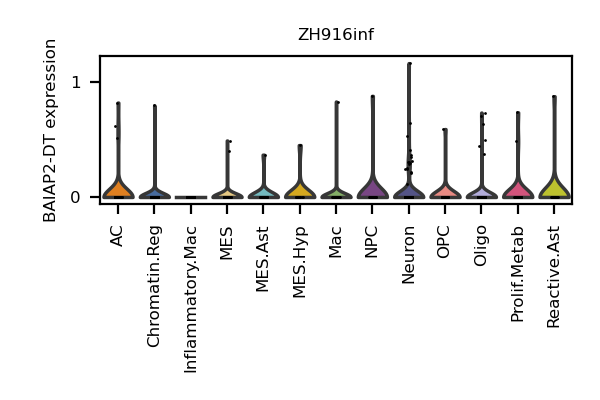 ZH916inf
BAIAP2-DT expression
1
0
AC
Chromatin.Reg
Inflammatory.Mac
MES
MES.Ast
MES.Hyp
Mac
NPC
Neuron
OPC
Oligo
Prolif.Metab
Reactive.Ast